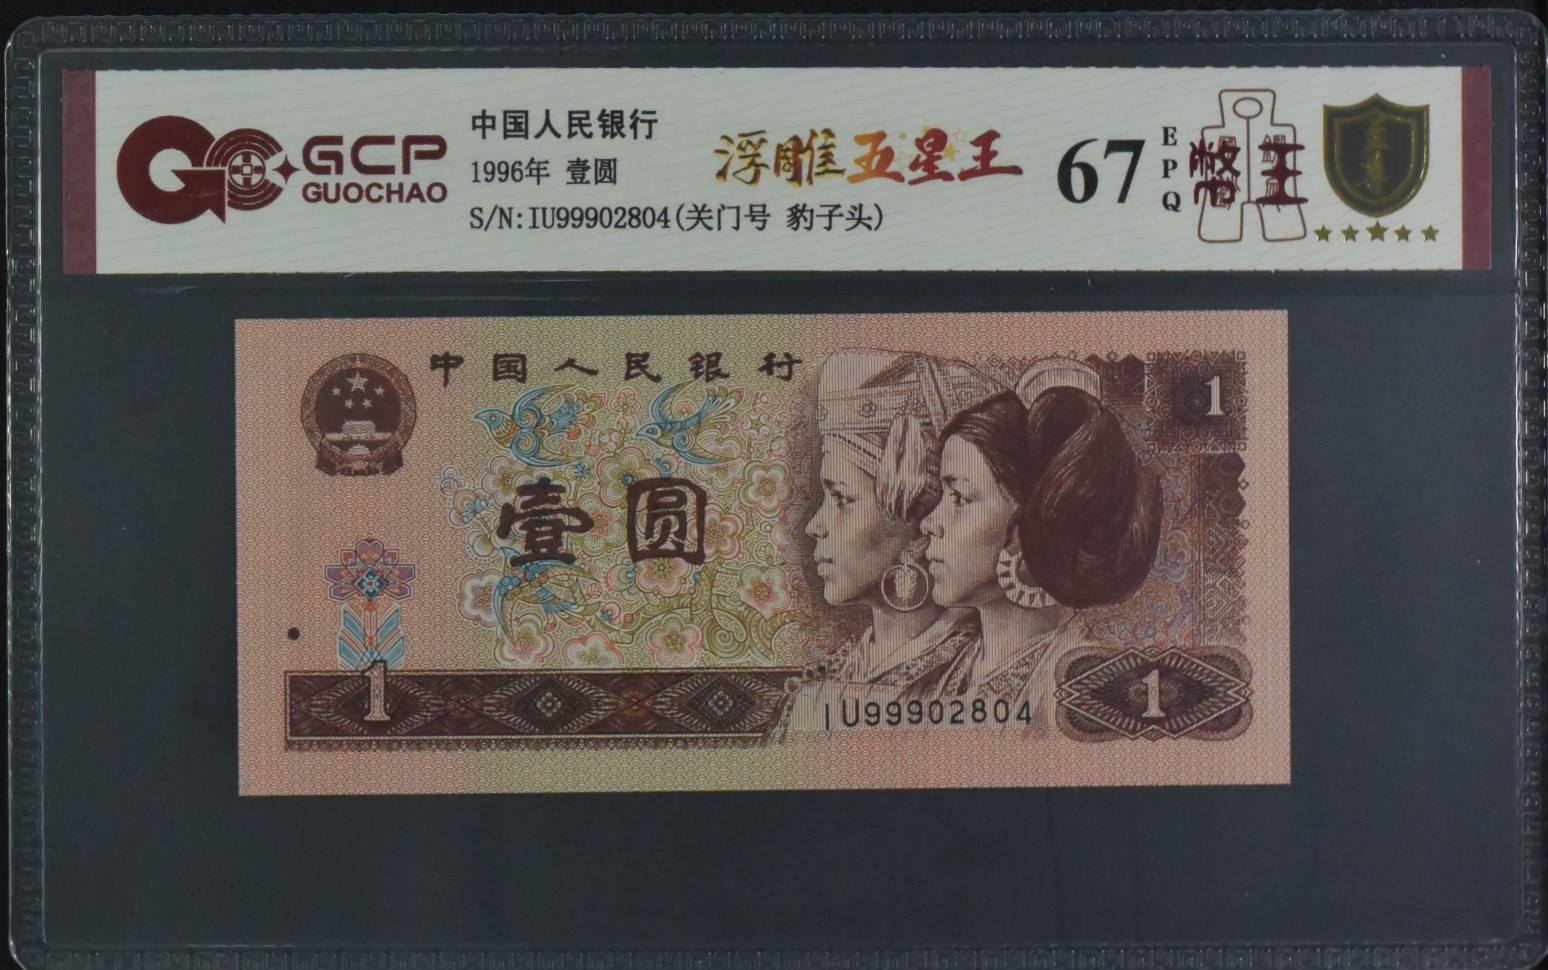 GCP
GUOCHAO
中国人民银行
1996年 壹圆
S/N:IU99902804(关门号 豹子头)
浮雕五星王
67
EPQ
中国人民银行
1
壹圆
1
IU99902804
1